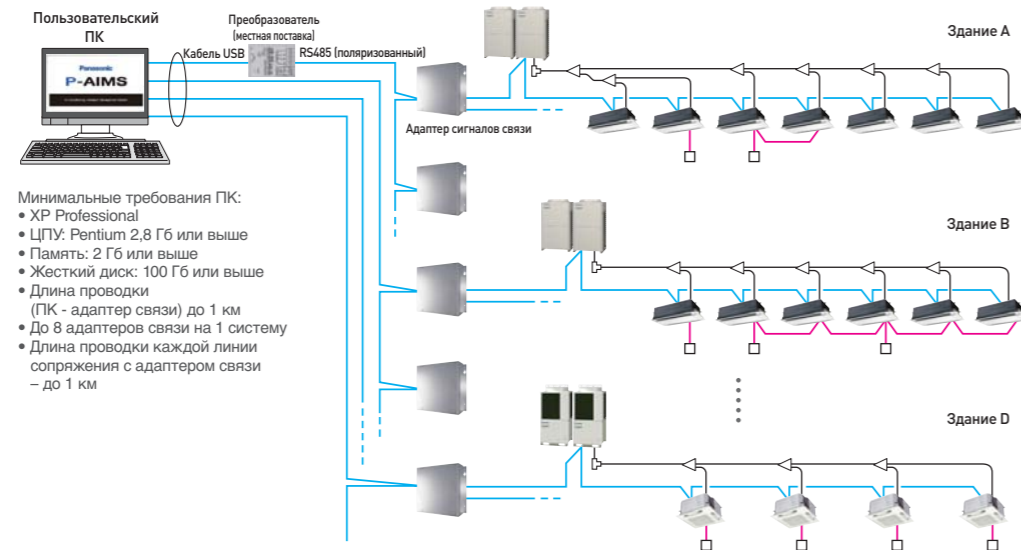 Пользовательский
ПК
Panasonic
P-AIMS
Преобразователь
(местная поставка)
Кабель USB
RS485 (поляризованный)
Адаптер сигналов связи
Здание A
Минимальные требования ПК:
• XP Professional
• ЦПУ: Pentium 2,8 Гб или выше
• Память: 2 Гб или выше
• Жесткий диск: 100 Гб или выше
• Длина проводки
(ПК - адаптер связи) до 1 км
• До 8 адаптеров связи на 1 систему
• Длина проводки каждой линии
сопряжения с адаптером связи
– до 1 км
Здание B
Здание D